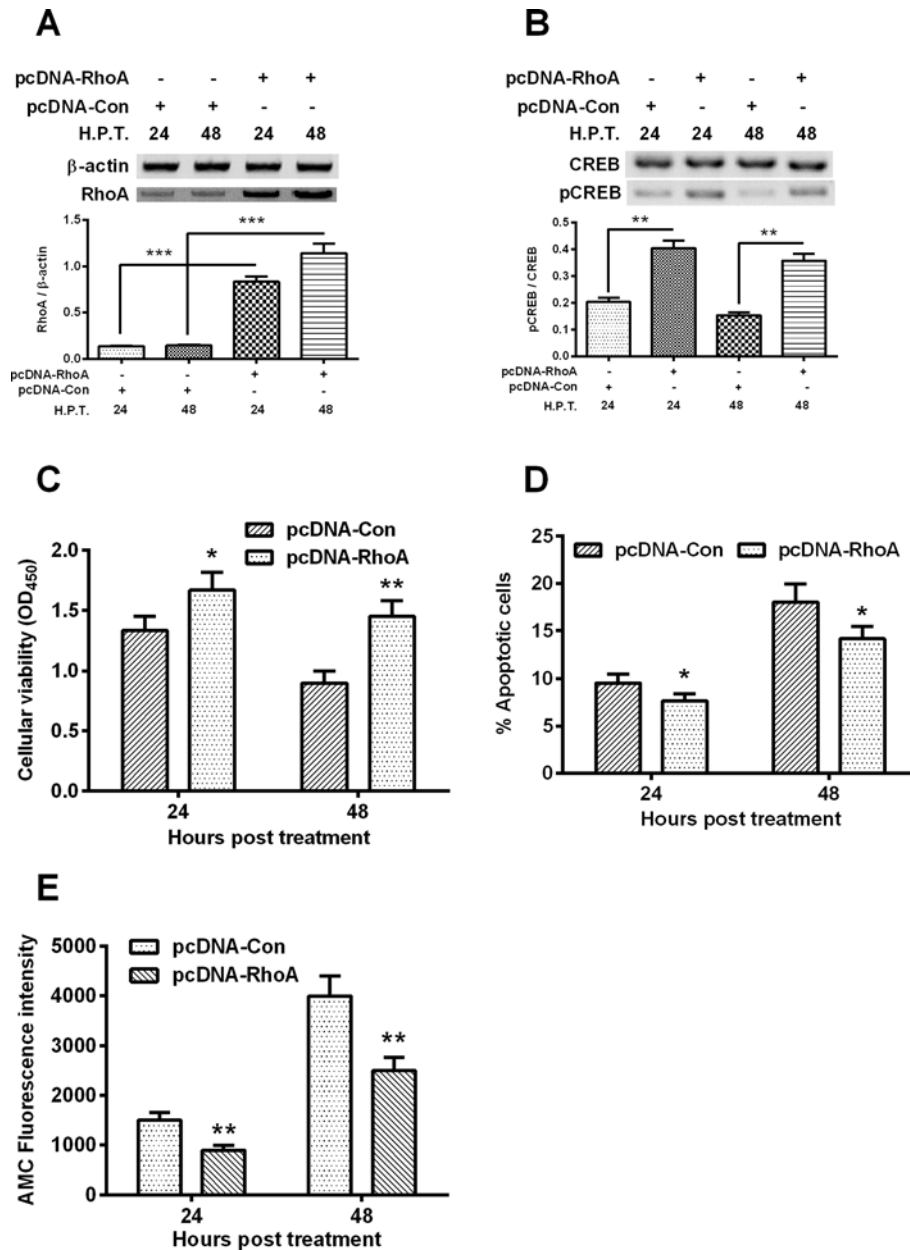 A
pcDNA-RhoA - - + +
pcDNA-Con + + - -
H.P.T. 24 48 24 48
β-actin
RhoA
RhoA / β-actin
1.5
1.0
0.5
0.0
***
***
pcDNA-RhoA - - + +
pcDNA-Con + + - -
H.P.T. 24 48 24 48
B
pcDNA-RhoA - + - +
pcDNA-Con + - + -
H.P.T. 24 24 48 48
CREB
pCREB
pCREB / CREB
0.5
0.4
0.3
0.2
0.1
0.0
**
**
pcDNA-RhoA - + - +
pcDNA-Con + - + -
H.P.T. 24 24 48 48
C
Cellular viability (OD450)
2.0
1.5
1.0
0.5
0.0
pcDNA-Con
pcDNA-RhoA
*
**
24 48
Hours post treatment
D
% Apoptotic cells
25
20
15
10
5
0
pcDNA-Con pcDNA-RhoA
*
*
24 48
Hours post treatment
E
AMC Fluorescence intensity
5000
4000
3000
2000
1000
0
pcDNA-Con
pcDNA-RhoA
**
**
24 48
Hours post treatment